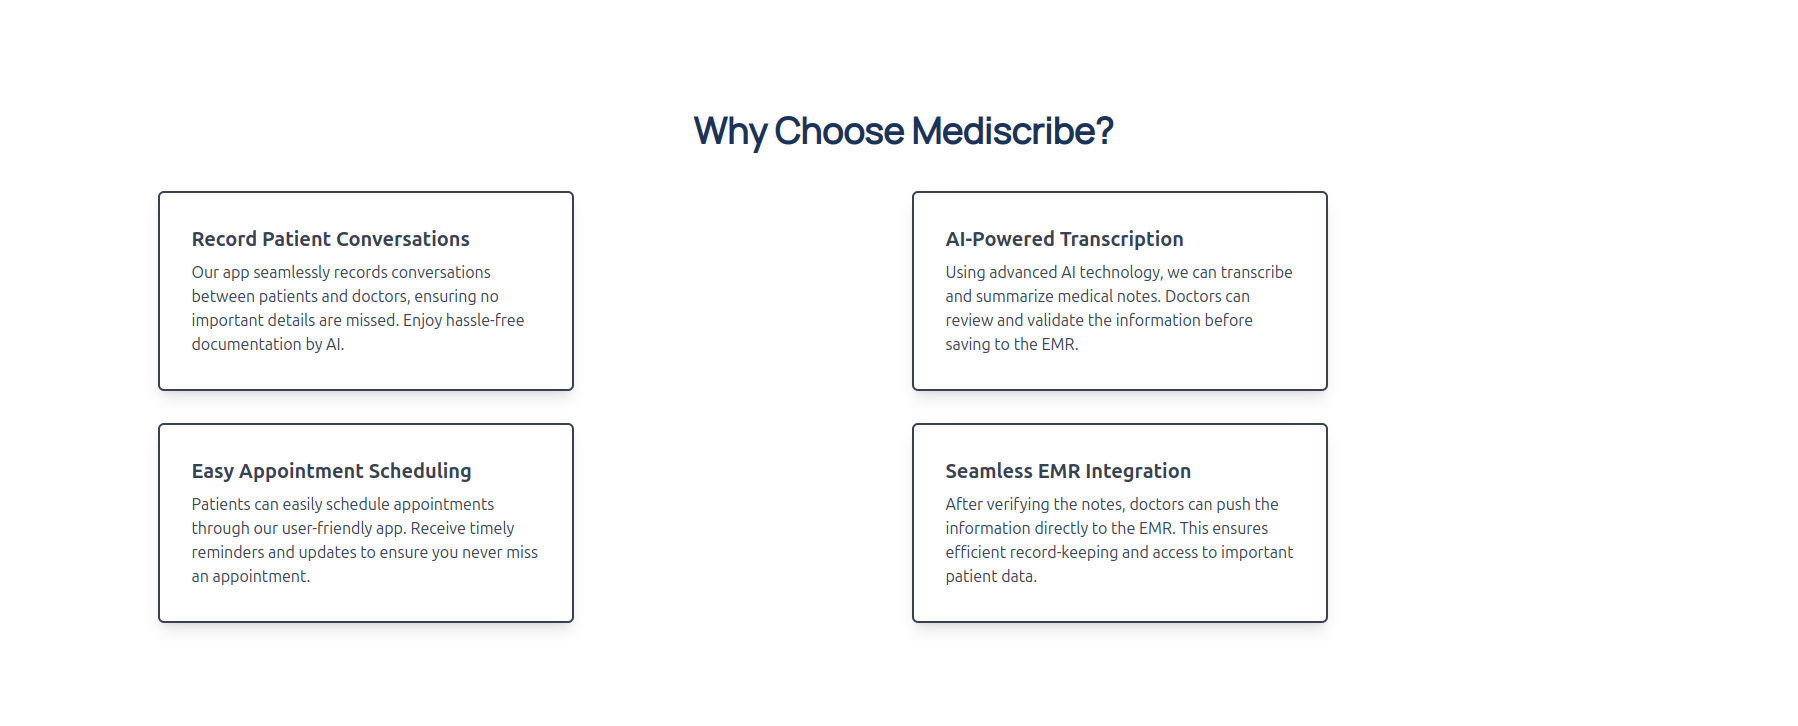 Why Choose Mediscribe?
Record Patient Conversations
Our app seamlessly records conversations
between patients and doctors, ensuring no
important details are missed. Enjoy hassle-free
documentation by AI.
AI-Powered Transcription
Using advanced AI technology, we can transcribe
and summarize medical notes. Doctors can
review and validate the information before
saving to the EMR.
Easy Appointment Scheduling
Patients can easily schedule appointments
through our user-friendly app. Receive timely
reminders and updates to ensure you never miss
an appointment.
Seamless EMR Integration
After verifying the notes, doctors can push the
information directly to the EMR. This ensures
efficient record-keeping and access to important
patient data.